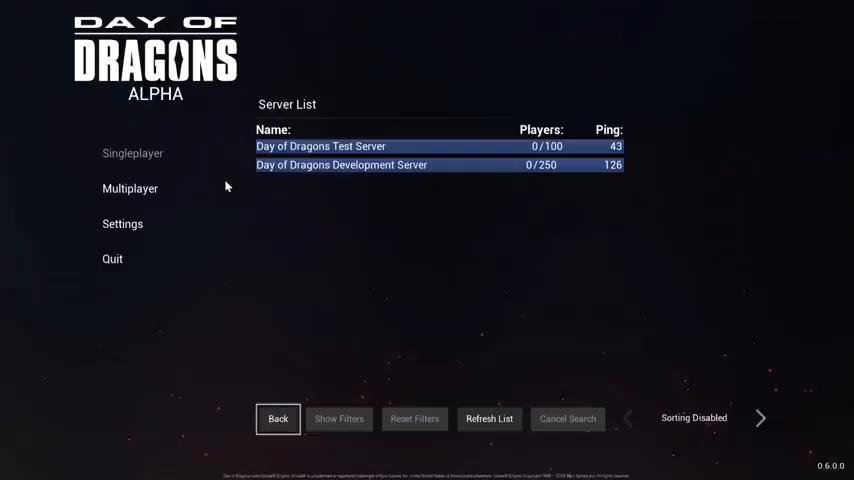 DAY OF
DRAGONS
ALPHA
Server List
Name: Players: Ping:
Day of Dragons Test Server 0/100 43
Day of Dragons Development Server 0/250 126
Singleplayer
Multiplayer
Settings
Quit
Back Show Filters Reset Filters Refresh List Cancel Search Sorting Disabled
0.6.0.0